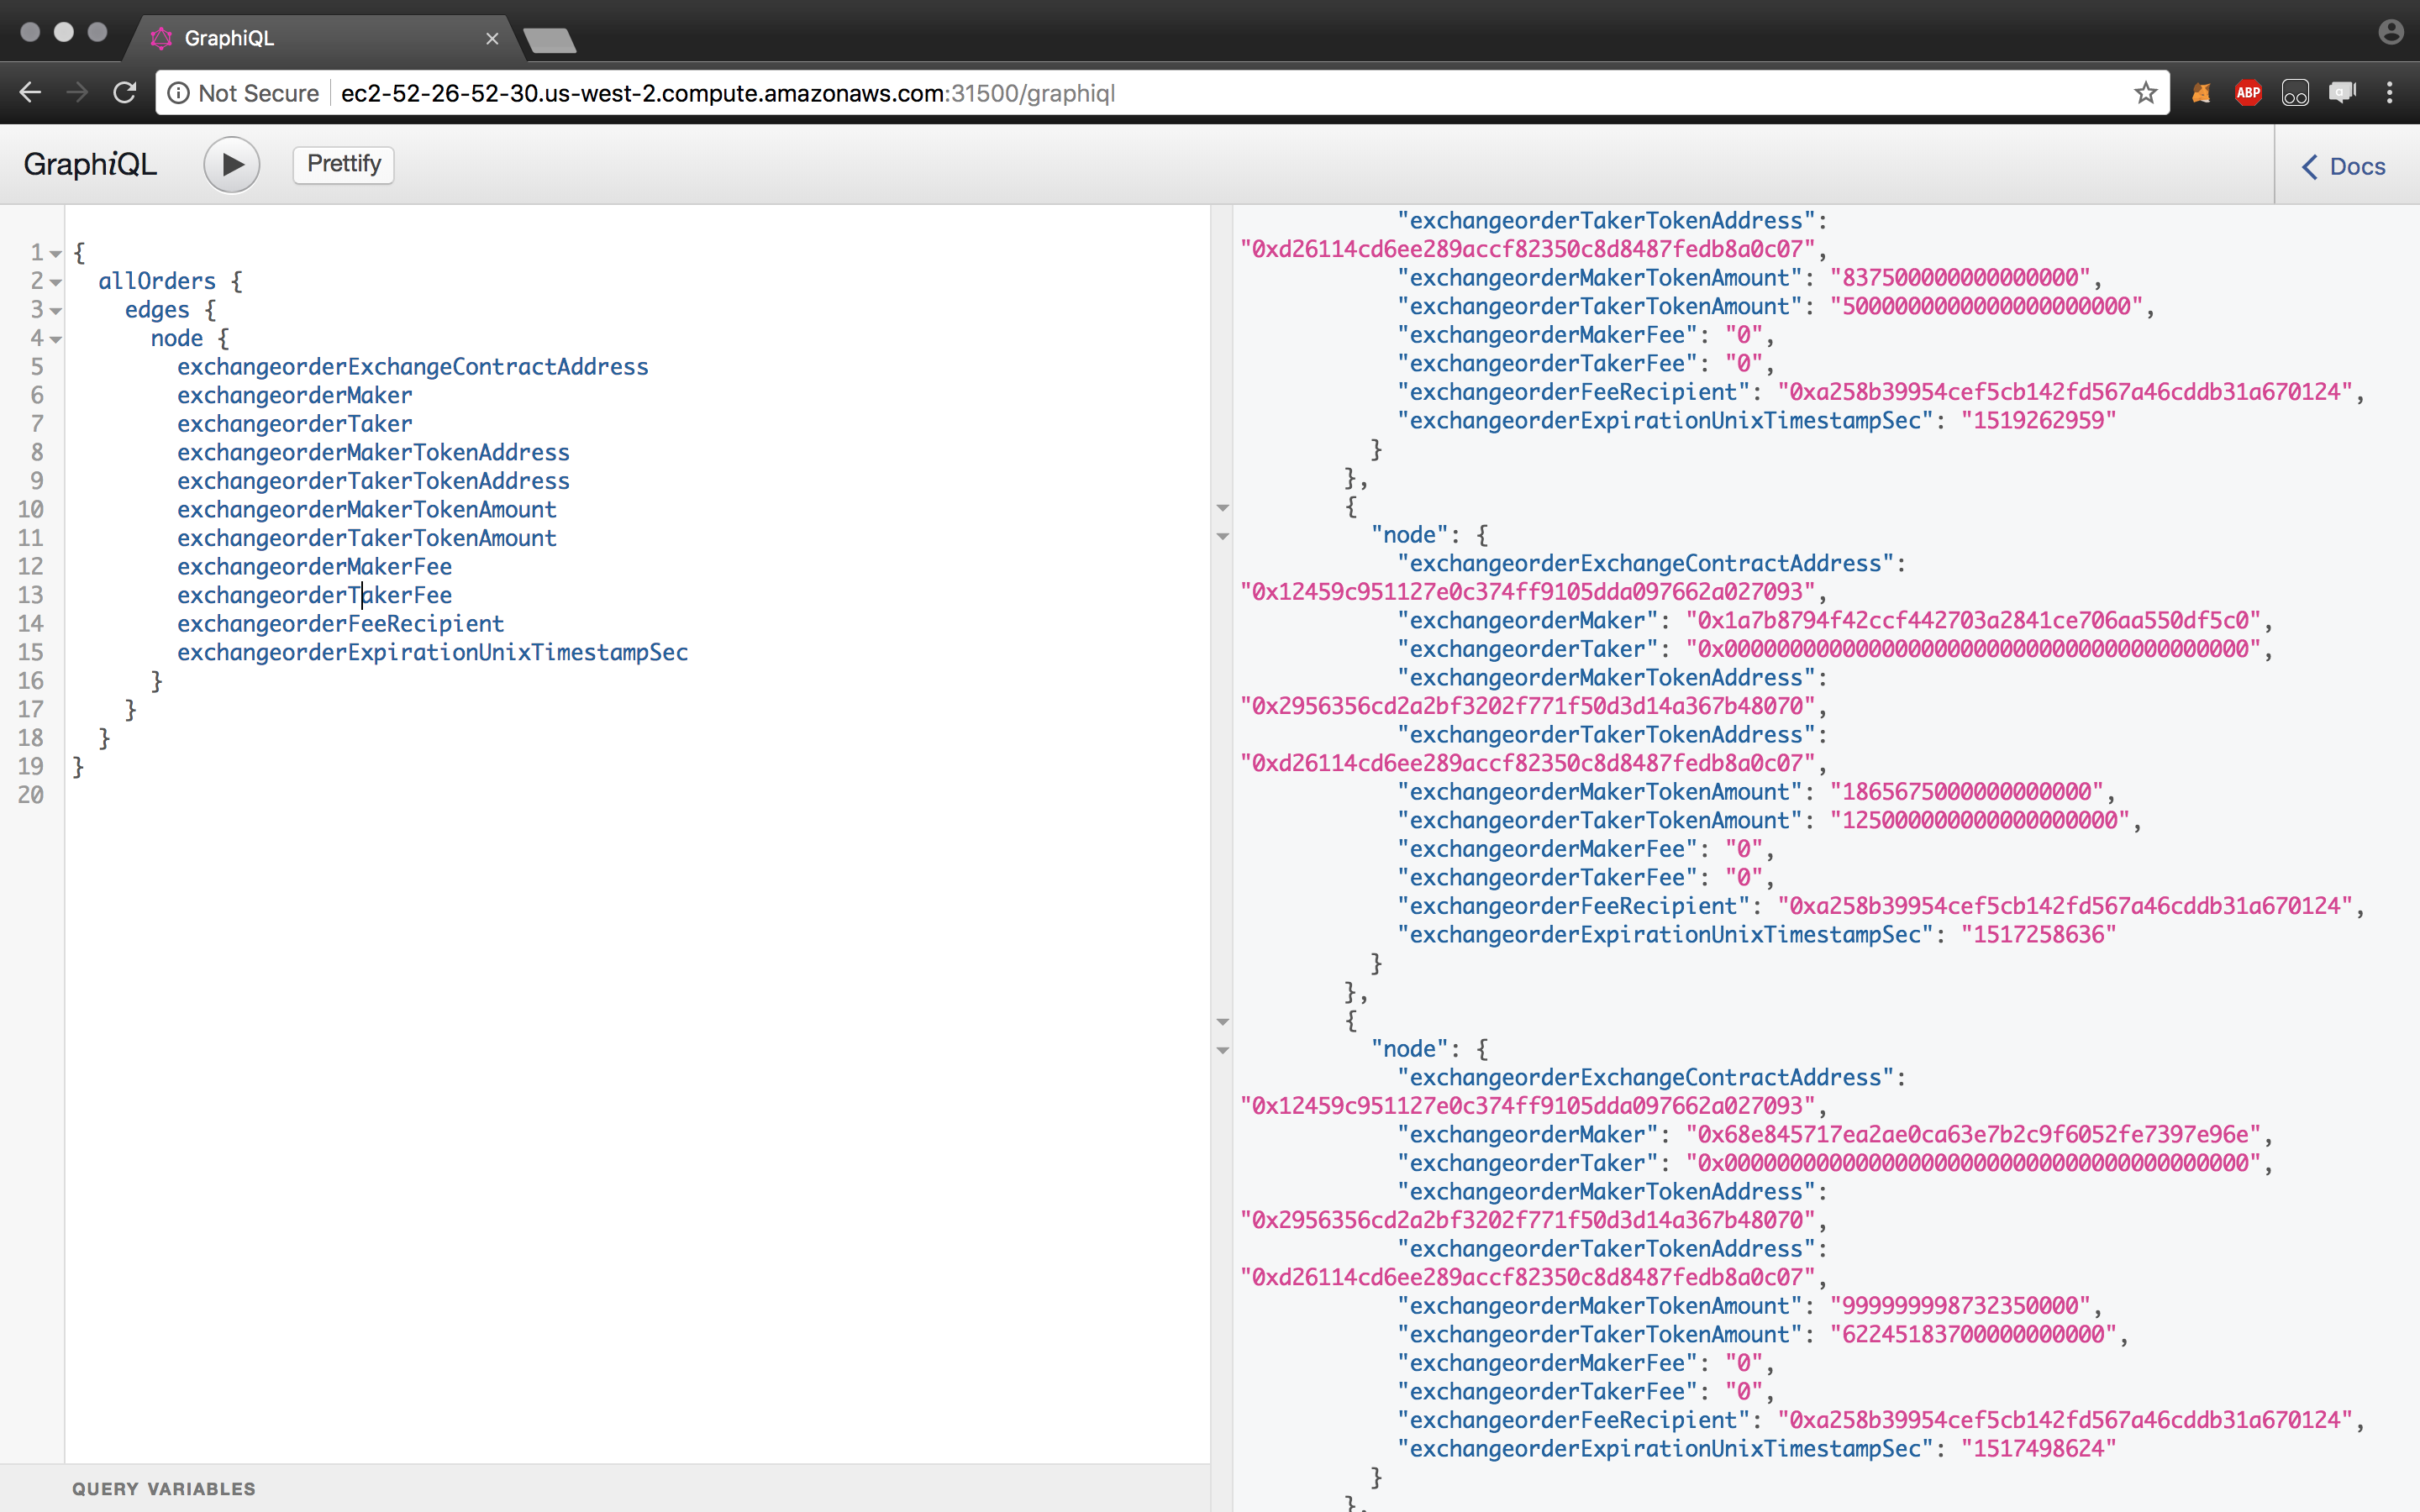 GraphiQL
Not Secure ec2-52-26-52-30.us-west-2.compute.amazonaws.com:31500/graphiql
ABP
GraphiQL
Prettify
Docs
1 {
2 allOrders {
3 edges {
4 node {
5 exchangeorderExchangeContractAddress
6 exchangeorderMaker
7 exchangeorderTaker
8 exchangeorderMakerTokenAddress
9 exchangeorderTakerTokenAddress
10 exchangeorderMakerTokenAmount
11 exchangeorderTakerTokenAmount
12 exchangeorderMakerFee
13 exchangeorderTakerFee
14 exchangeorderFeeRecipient
15 exchangeorderExpirationUnixTimestampSec
16 }
17 }
18 }
19 }
20
QUERY VARIABLES
"exchangeorderTakerTokenAddress":
"0xd26114cd6ee289accf82350c8d8487fedb8a0c07",
"exchangeorderMakerTokenAmount": "837500000000000000",
"exchangeorderTakerTokenAmount": "5000000000000000000000",
"exchangeorderMakerFee": "0",
"exchangeorderTakerFee": "0",
"exchangeorderFeeRecipient": "0xa258b39954cef5cb142fd567a46cddb31a670124",
"exchangeorderExpirationUnixTimestampSec": "1519262959"
}
},
{
"node": {
"exchangeorderExchangeContractAddress":
"0x12459c951127e0c374ff9105dda097662a027093",
"exchangeorderMaker": "0x1a7b8794f42ccf442703a2841ce706aa550df5c0",
"exchangeorderTaker": "0x0000000000000000000000000000000000000000",
"exchangeorderMakerTokenAddress":
"0x2956356cd2a2bf3202f771f50d3d14a367b48070",
"exchangeorderTakerTokenAddress":
"0xd26114cd6ee289accf82350c8d8487fedb8a0c07",
"exchangeorderMakerTokenAmount": "1865675000000000000",
"exchangeorderTakerTokenAmount": "125000000000000000000",
"exchangeorderMakerFee": "0",
"exchangeorderTakerFee": "0",
"exchangeorderFeeRecipient": "0xa258b39954cef5cb142fd567a46cddb31a670124",
"exchangeorderExpirationUnixTimestampSec": "1517258636"
}
},
{
"node": {
"exchangeorderExchangeContractAddress":
"0x12459c951127e0c374ff9105dda097662a027093",
"exchangeorderMaker": "0x68e845717ea2ae0ca63e7b2c9f6052fe7397e96e",
"exchangeorderTaker": "0x0000000000000000000000000000000000000000",
"exchangeorderMakerTokenAddress":
"0x2956356cd2a2bf3202f771f50d3d14a367b48070",
"exchangeorderTakerTokenAddress":
"0xd26114cd6ee289accf82350c8d8487fedb8a0c07",
"exchangeorderMakerTokenAmount": "999999998732350000",
"exchangeorderTakerTokenAmount": "62245183700000000000",
"exchangeorderMakerFee": "0",
"exchangeorderTakerFee": "0",
"exchangeorderFeeRecipient": "0xa258b39954cef5cb142fd567a46cddb31a670124",
"exchangeorderExpirationUnixTimestampSec": "1517498624"
}
},